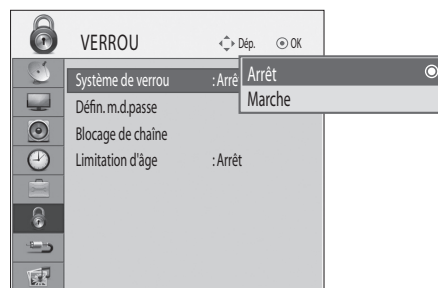 VERROU
Dép. OK
Système de verrou : Arrê
Arrêt
Marche
Défin. m.d.passe
Blocage de chaîne
Limitation d'âge : Arrêt